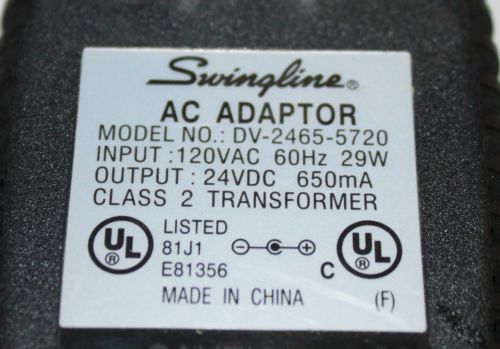 Swingline®
AC ADAPTOR
MODEL NO.: DV-2465-5720
INPUT : 120VAC 60Hz 29W
OUTPUT : 24VDC 650mA
CLASS 2 TRANSFORMER
UL® LISTED
81J1
E81356
C UL®
MADE IN CHINA (F)